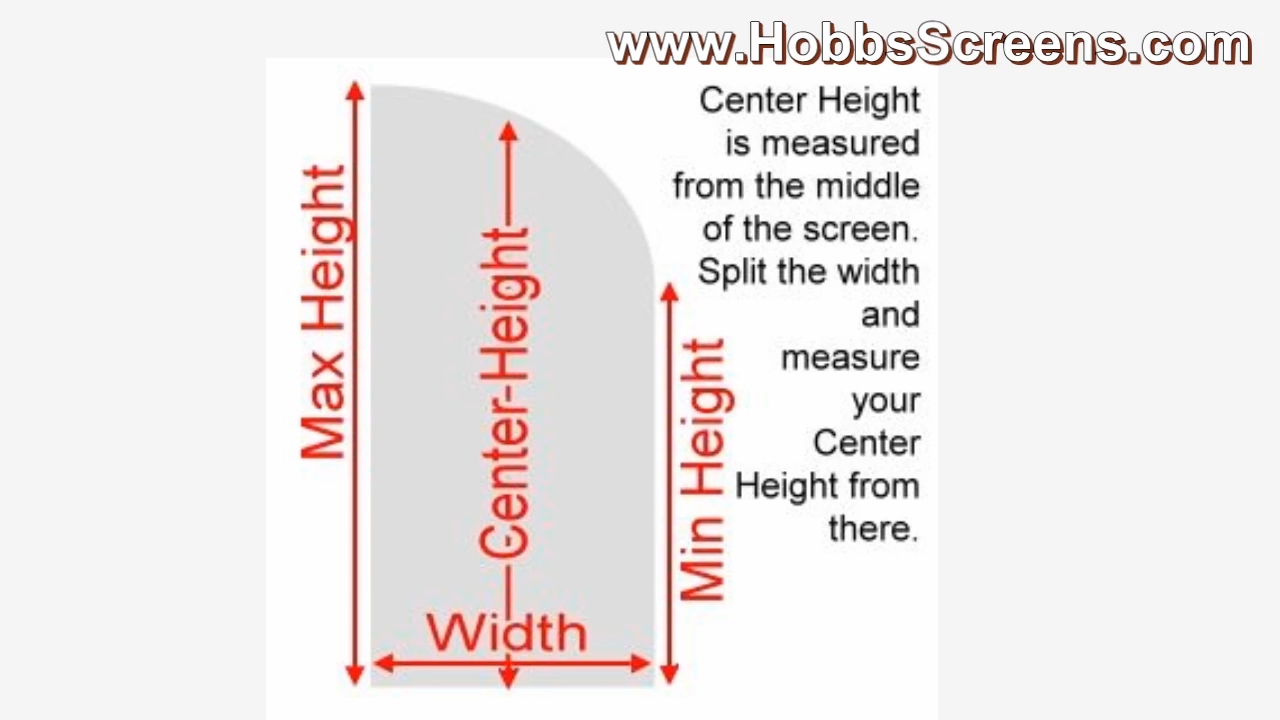 www.HobbsScreens.com
Center Height
is measured
from the middle
of the screen.
Split the width
and
measure
your
Center
Height from
there.
Max Height
Center-Height
Min Height
Width